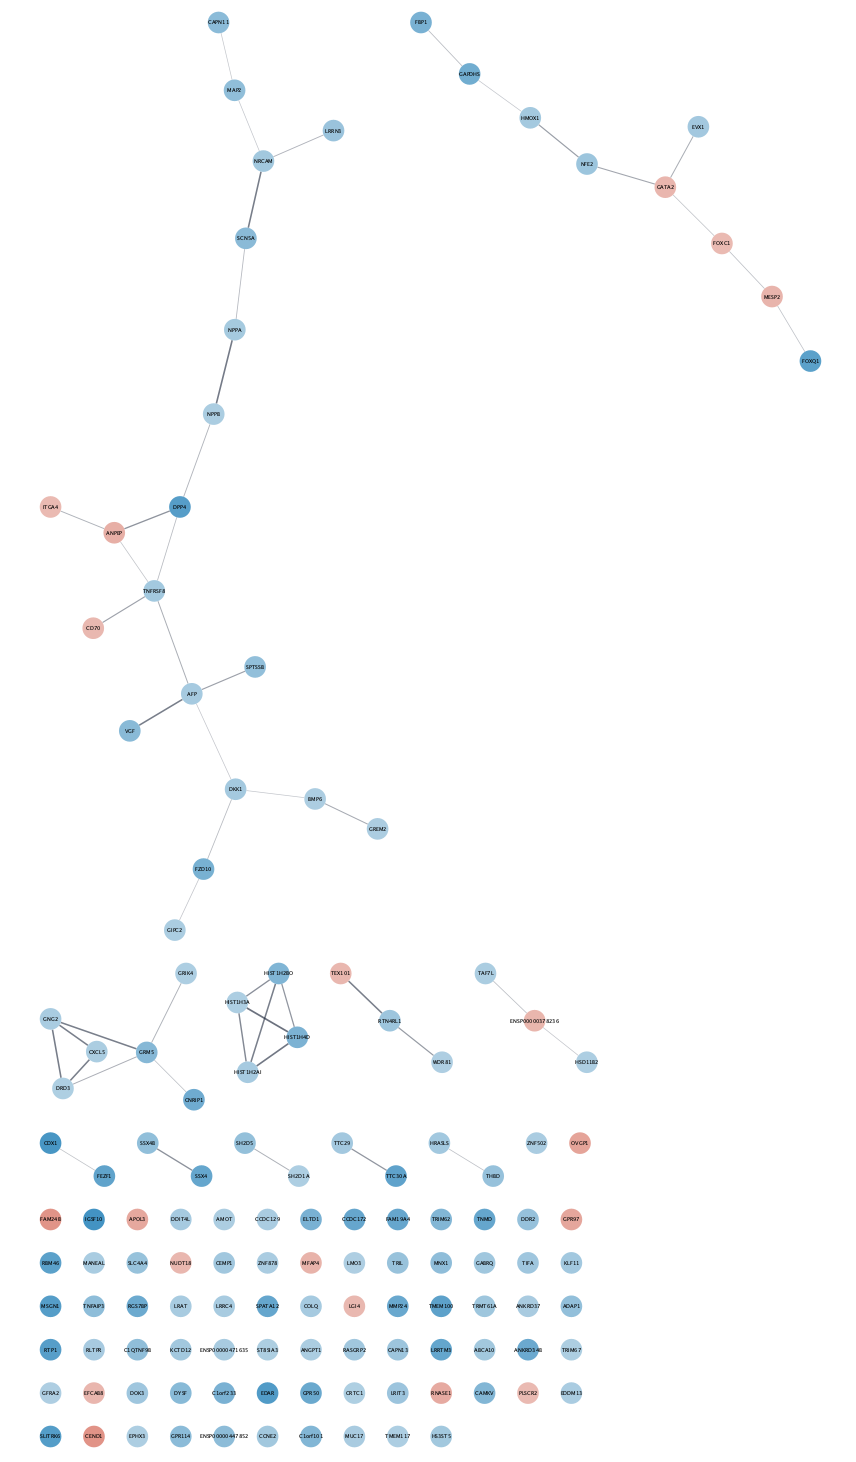 CAPN11
FBP1
GAPDHS
MAP2
HMOX1
LRRN3
EVX1
NRCAM
NFE2
GATA2
SCN5A
FOXC1
MESP2
NPPA
FOXQ1
NPPB
ITGA4
DPP4
ANPEP
TNFRSF8
CD70
SPTSSB
AFP
VGF
DKK1
BMP6
GREM2
FZD10
GIPC2
GRIK4
HIST1H2BO
TEX101
TAF7L
HIST1H3A
GNG2
RTN4RL1
ENSP00000378236
HIST1H4D
CXCL5
GRM5
WDR81
HSD11B2
HIST1H2AI
DRD3
CNRIP1
CDX1
SSX4B
SH2D5
TTC29
HRASLS
ZNF502
OVGP1
FEZF1
SSX4
SH2D1A
TTC30A
THBD
FAM24B IGSF10 APOL3 DDIT4L AMOT CCDC129 ELTD1 CCDC172 FAM19A4 TRIM62 TNMD DDR2 GPR97
RBM46 MANEAL SLC4A4 NUDT18 CEMP1 ZNF878 MFAP4 LMO3 TRIL MNX1 GABRQ TIFA KLF11
MSGN1 TNFAIP3 RGS7BP LRAT LRRC4 SPATA12 COLQ LGI4 MMP24 TMEM108 TRMT61A ANKRD37 ADAP1
RTP1 RLTPR C1QTNF9B KCTD12 ENSP00000471635 ST8SIA3 ANGPT1 RASGRP2 CAPN13 LRRTM3 ABCA10 ANKRD34B TRIM67
GFRA2 EFCAB8 DOK3 DYSF C1orf233 EDAR GPR50 CRTC1 LRIT3 RNASE1 CAMKV PLSCR2 EDDM13
SLITRK6 CEND1 EPHX3 GPR114 ENSP00000447852 CCNE2 C1orf101 MUC17 TMEM117 HS3ST5